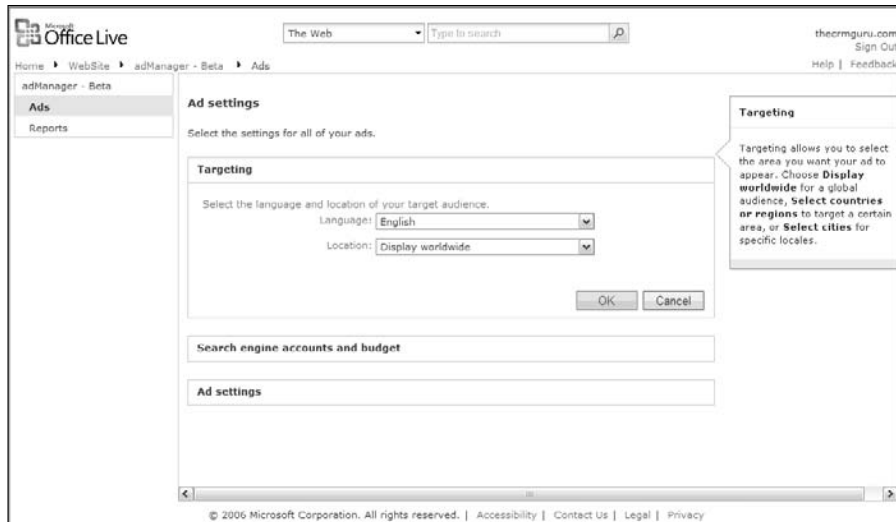 Microsoft
Office Live
The Web
Type to search
thecrmguru.com
Sign Out
Home WebSite adManager - Beta Ads
Help | Feedback
adManager - Beta
Ads
Reports
Ad settings
Select the settings for all of your ads.
Targeting
Select the language and location of your target audience.
Language: English
Location: Display worldwide
OK Cancel
Search engine accounts and budget
Ad settings
Targeting
Targeting allows you to select
the area you want your ad to
appear. Choose Display
worldwide for a global
audience, Select countries
or regions to target a certain
area, or Select cities for
specific locales.
© 2006 Microsoft Corporation. All rights reserved. | Accessibility | Contact Us | Legal | Privacy